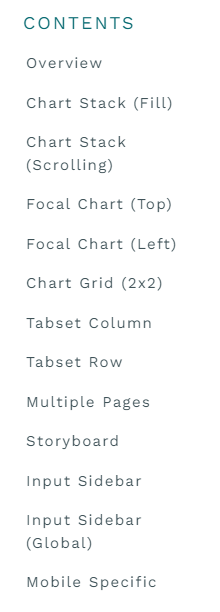 CONTENTS
Overview
Chart Stack (Fill)
Chart Stack
(Scrolling)
Focal Chart (Top)
Focal Chart (Left)
Chart Grid (2x2)
Tabset Column
Tabset Row
Multiple Pages
Storyboard
Input Sidebar
Input Sidebar
(Global)
Mobile Specific